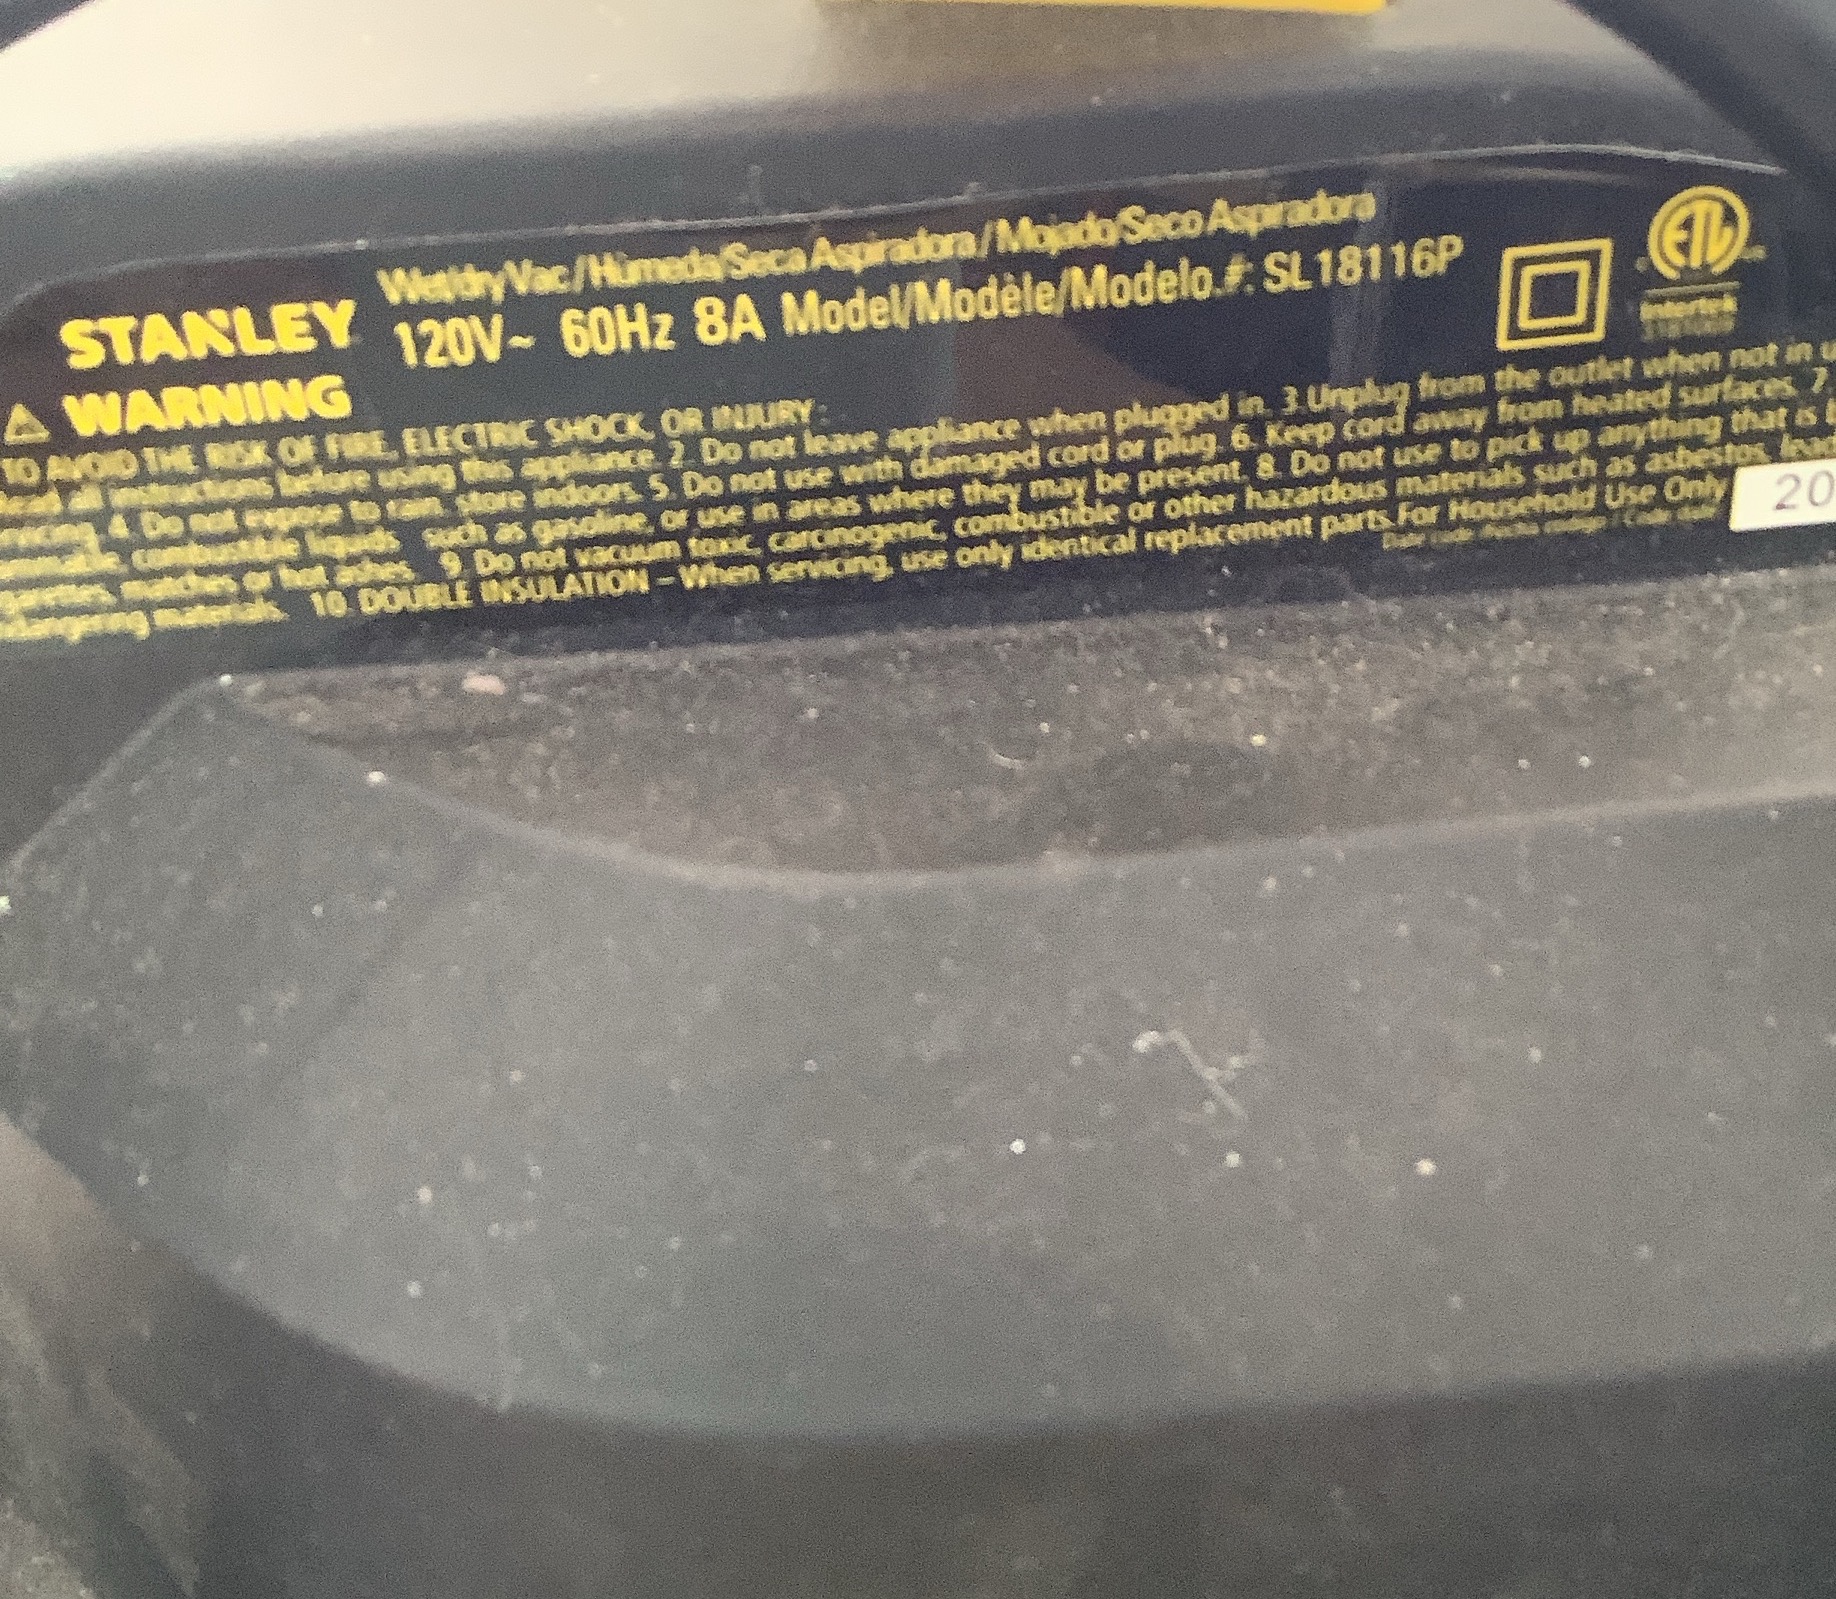 Wet/dry Vac / Humeda/Seca Aspiradora / Mojado/Seco Aspiradora
STANLEY 120V~ 60Hz 8A Model/Modèle/Modelo.#: SL18116P
ETL
Intertek
WARNING
TO AVOID THE RISK OF FIRE, ELECTRIC SHOCK, OR INJURY:
all instructions before using this appliance. 2. Do not leave appliance when plugged in. 3. Unplug from the outlet when not in
4. Do not expose to rain, store indoors. 5. Do not use with damaged cord or plug. 6. Keep cord away from heated surfaces. 7.
combustible liquids such as gasoline, or use in areas where they may be present. 8. Do not use to pick up anything that is
matches or hot ashes. 9. Do not vacuum toxic, carcinogenic, combustible or other hazardous materials such as asbestos, lead
materials. 10. DOUBLE INSULATION - When servicing, use only identical replacement parts. For Household Use Only
20